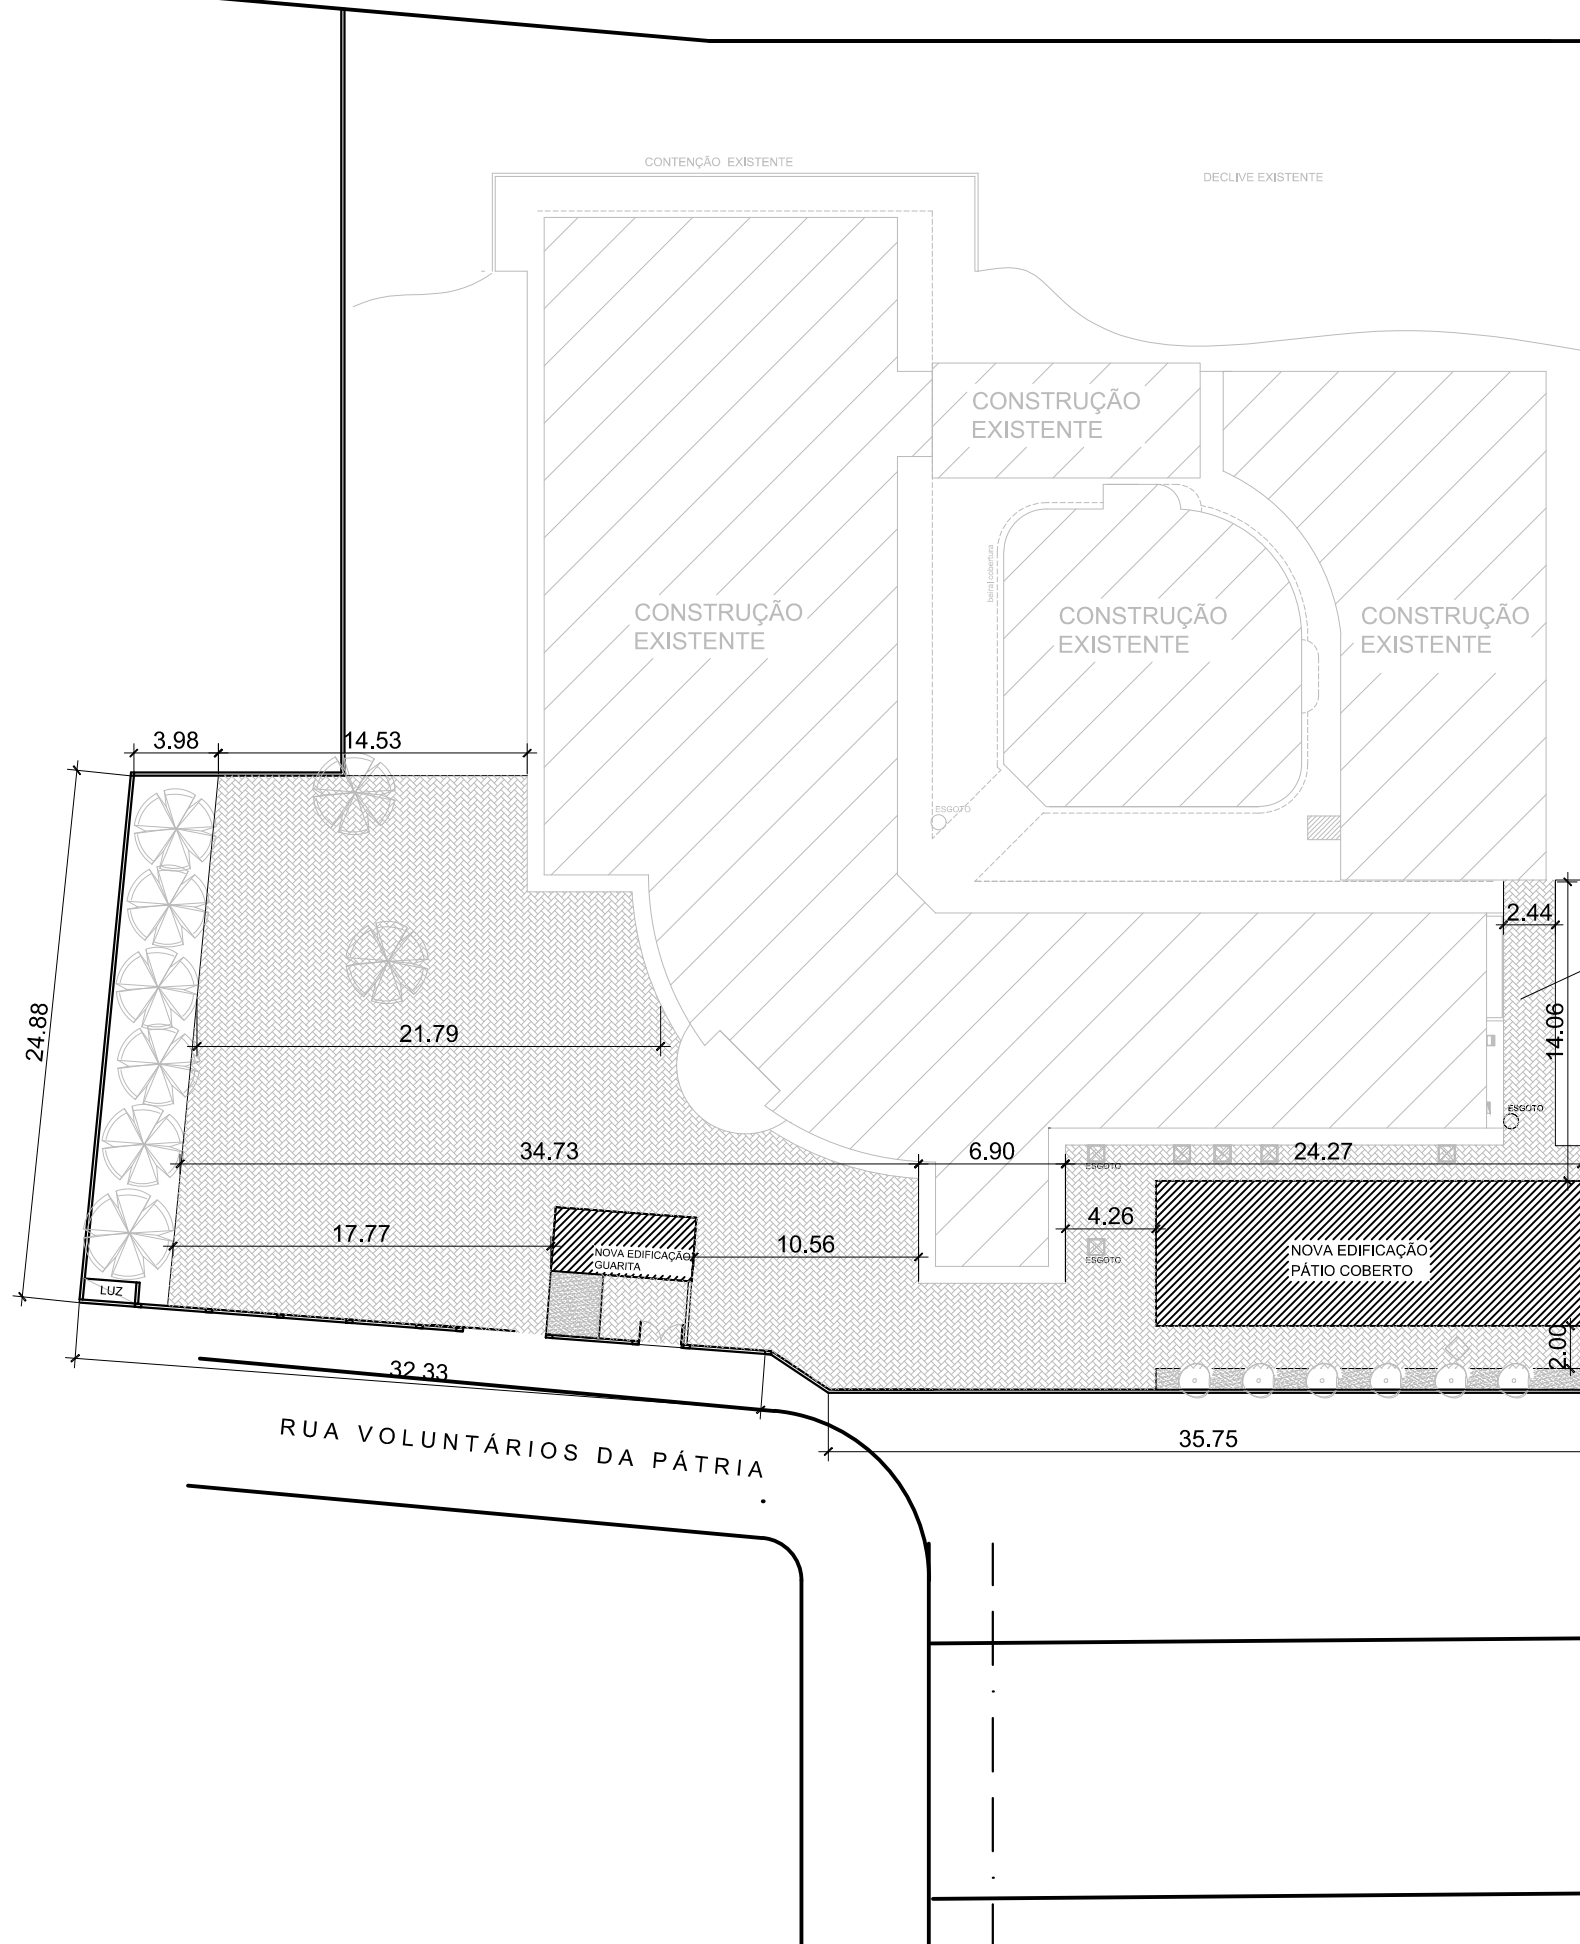 CONTENÇÃO EXISTENTE
DECLIVE EXISTENTE
CONSTRUÇÃO
EXISTENTE
CONSTRUÇÃO
EXISTENTE
CONSTRUÇÃO
EXISTENTE
CONSTRUÇÃO
EXISTENTE
beiral cobertura
3.98
14.53
ESGOTO
24.88
2.44
21.79
14.06
ESGOTO
34.73
6.90
24.27
ESGOTO
17.77
10.56
4.26
ESGOTO
NOVA EDIFICAÇÃO
GUARITA
NOVA EDIFICAÇÃO
PÁTIO COBERTO
LUZ
2.00
32.33
RUA VOLUNTÁRIOS DA PÁTRIA
35.75